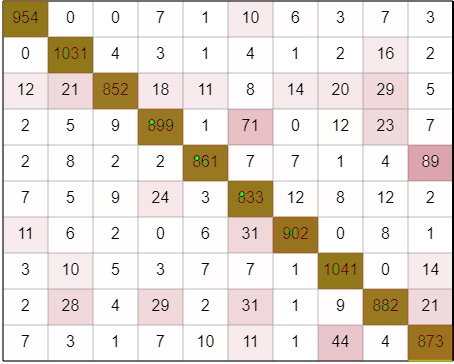 954 0 0 7 1 10 6 3 7 3
0 1031 4 3 1 4 1 2 16 2
12 21 852 18 11 8 14 20 29 5
2 5 9 899 1 71 0 12 23 7
2 8 2 2 861 7 7 1 4 89
7 5 9 24 3 833 12 8 12 2
11 6 2 0 6 31 902 0 8 1
3 10 5 3 7 7 1 1041 0 14
2 28 4 29 2 31 1 9 882 21
7 3 1 7 10 11 1 44 4 873